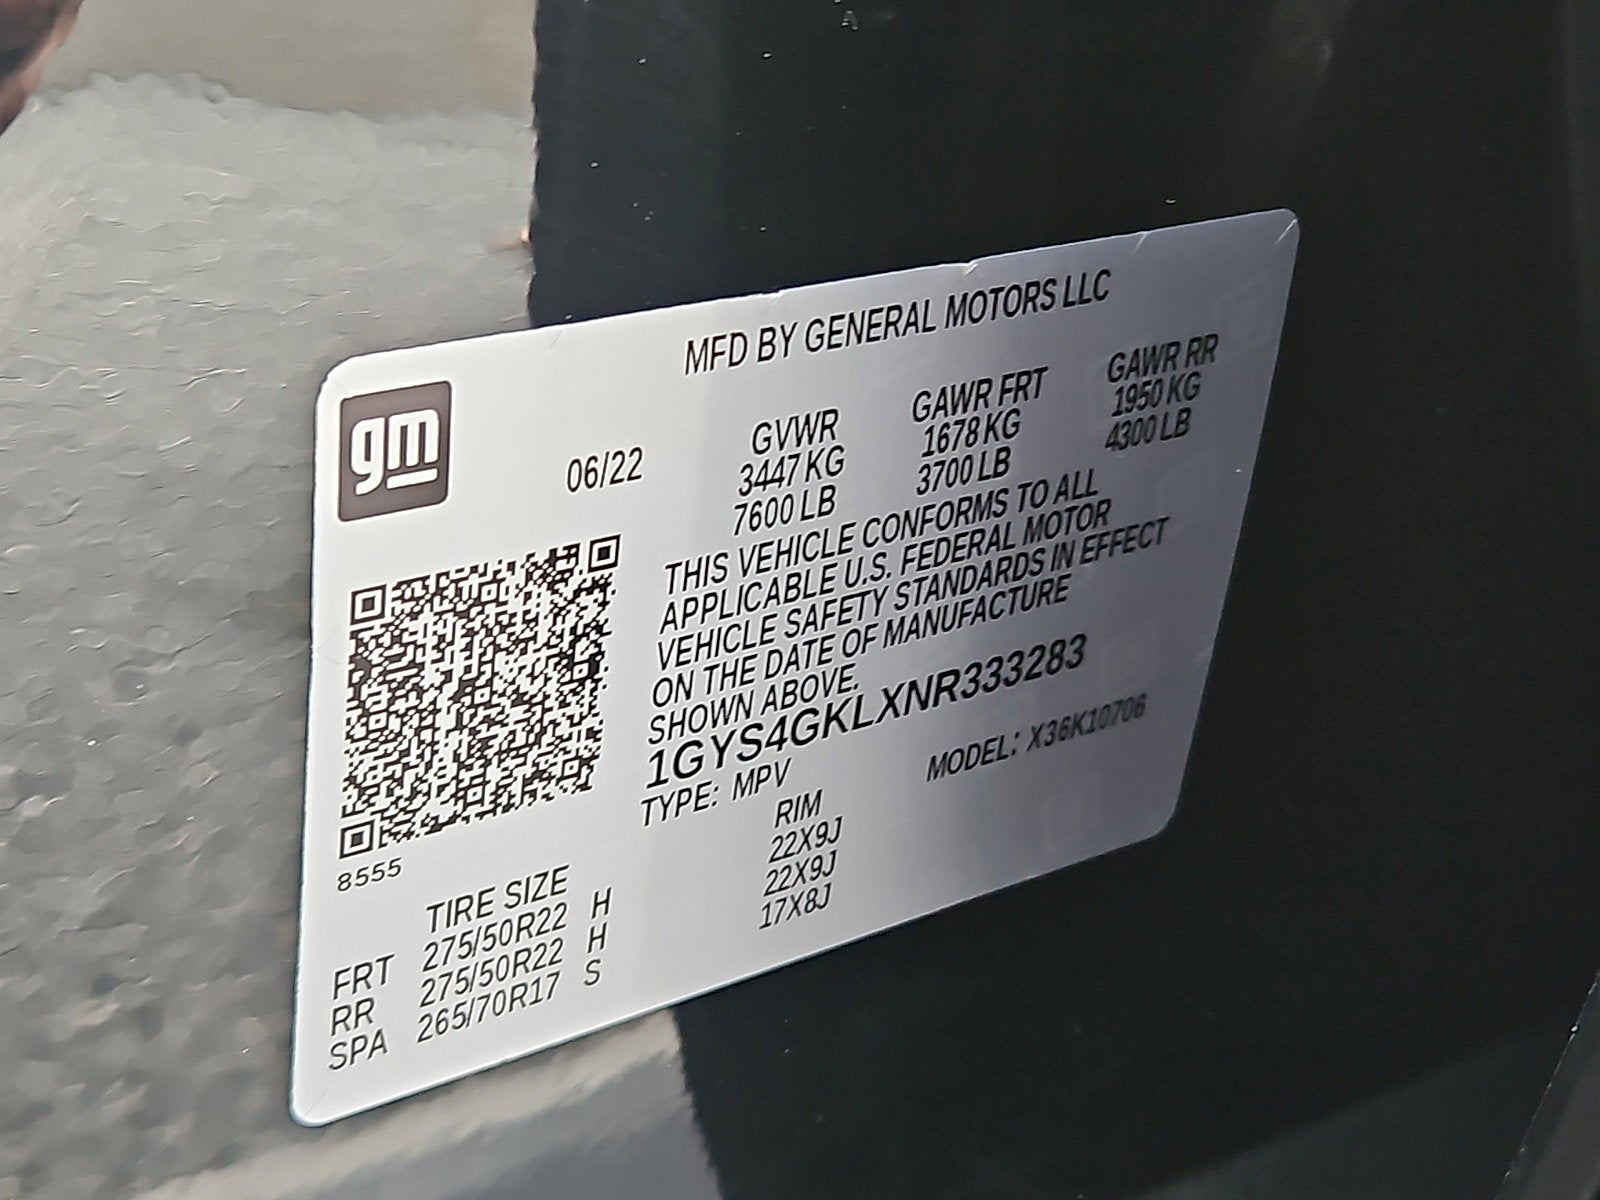 MFD BY GENERAL MOTORS LLC
gm
06/22
GVWR GAWR FRT GAWR RR
3447 KG 1678 KG 1950 KG
7600 LB 3700 LB 4300 LB
THIS VEHICLE CONFORMS TO ALL
APPLICABLE U.S. FEDERAL MOTOR
VEHICLE SAFETY STANDARDS IN EFFECT
ON THE DATE OF MANUFACTURE
SHOWN ABOVE.
1GYS4GKLXNR333283
TYPE: MPV MODEL: X36K10706
8555
TIRE SIZE RIM
FRT 275/50R22 H 22X9J
RR 275/50R22 H 22X9J
SPA 265/70R17 S 17X8J